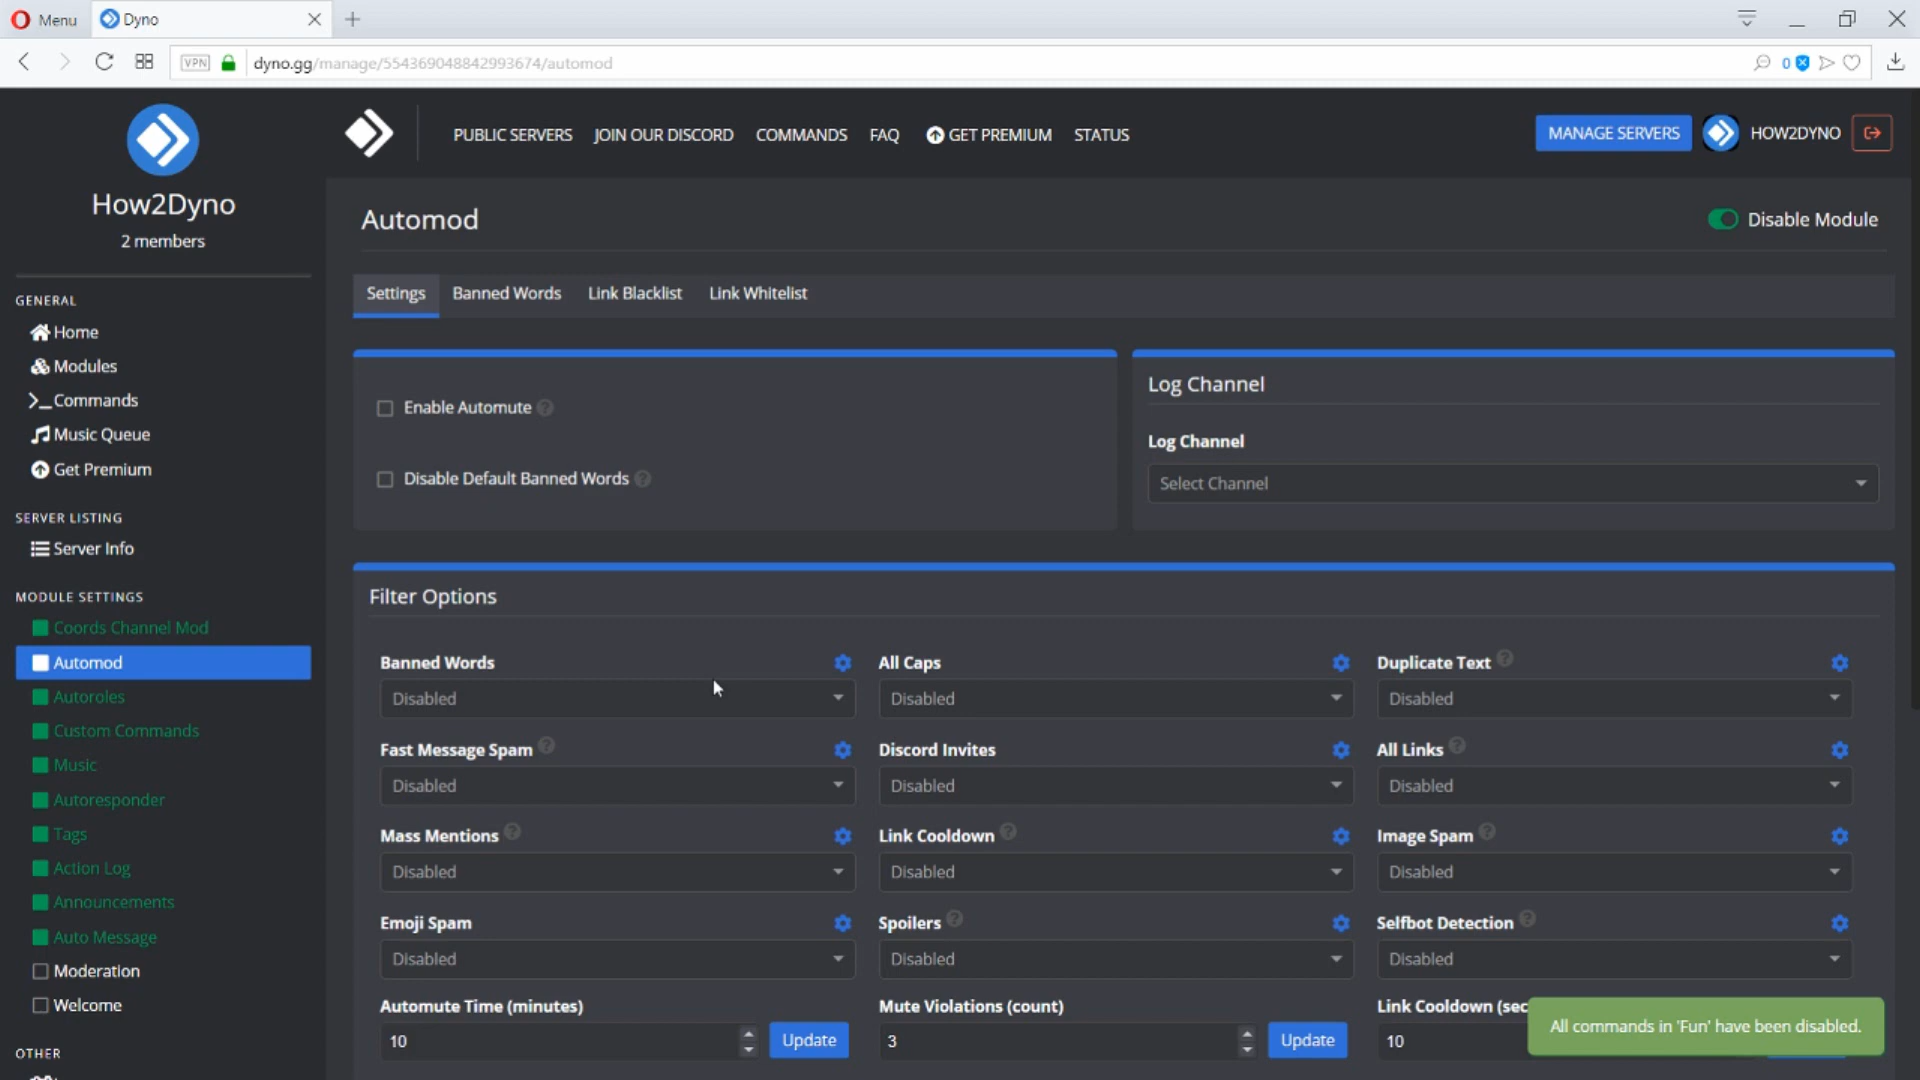 Menu
Dyno
VPN
dyno.gg/manage/554369048842993674/automod
0
How2Dyno
2 members
PUBLIC SERVERS JOIN OUR DISCORD COMMANDS FAQ GET PREMIUM STATUS
MANAGE SERVERS
HOW2DYNO
GENERAL
Home
Modules
Commands
Music Queue
Get Premium
SERVER LISTING
Server Info
MODULE SETTINGS
Coords Channel Mod
Automod
Autoroles
Custom Commands
Music
Autoresponder
Tags
Action Log
Announcements
Auto Message
Moderation
Welcome
OTHER
Automod
Disable Module
Settings Banned Words Link Blacklist Link Whitelist
Enable Automute
Disable Default Banned Words
Log Channel
Log Channel
Select Channel
Filter Options
Banned Words
Disabled
All Caps
Disabled
Duplicate Text
Disabled
Fast Message Spam
Disabled
Discord Invites
Disabled
All Links
Disabled
Mass Mentions
Disabled
Link Cooldown
Disabled
Image Spam
Disabled
Emoji Spam
Disabled
Spoilers
Disabled
Selfbot Detection
Disabled
Automute Time (minutes)
10
Update
Mute Violations (count)
3
Update
Link Cooldown (sec
10
All commands in 'Fun' have been disabled.